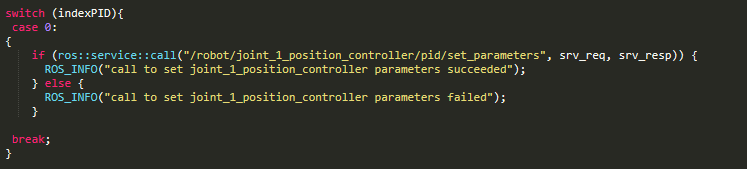 switch (indexPID){
 case 0:
{
    if (ros::service::call("/robot/joint_1_position_controller/pid/set_parameters", srv_req, srv_resp)) {
      ROS_INFO("call to set joint_1_position_controller parameters succeeded");
    } else {
      ROS_INFO("call to set joint_1_position_controller parameters failed");
    }
 break;
}